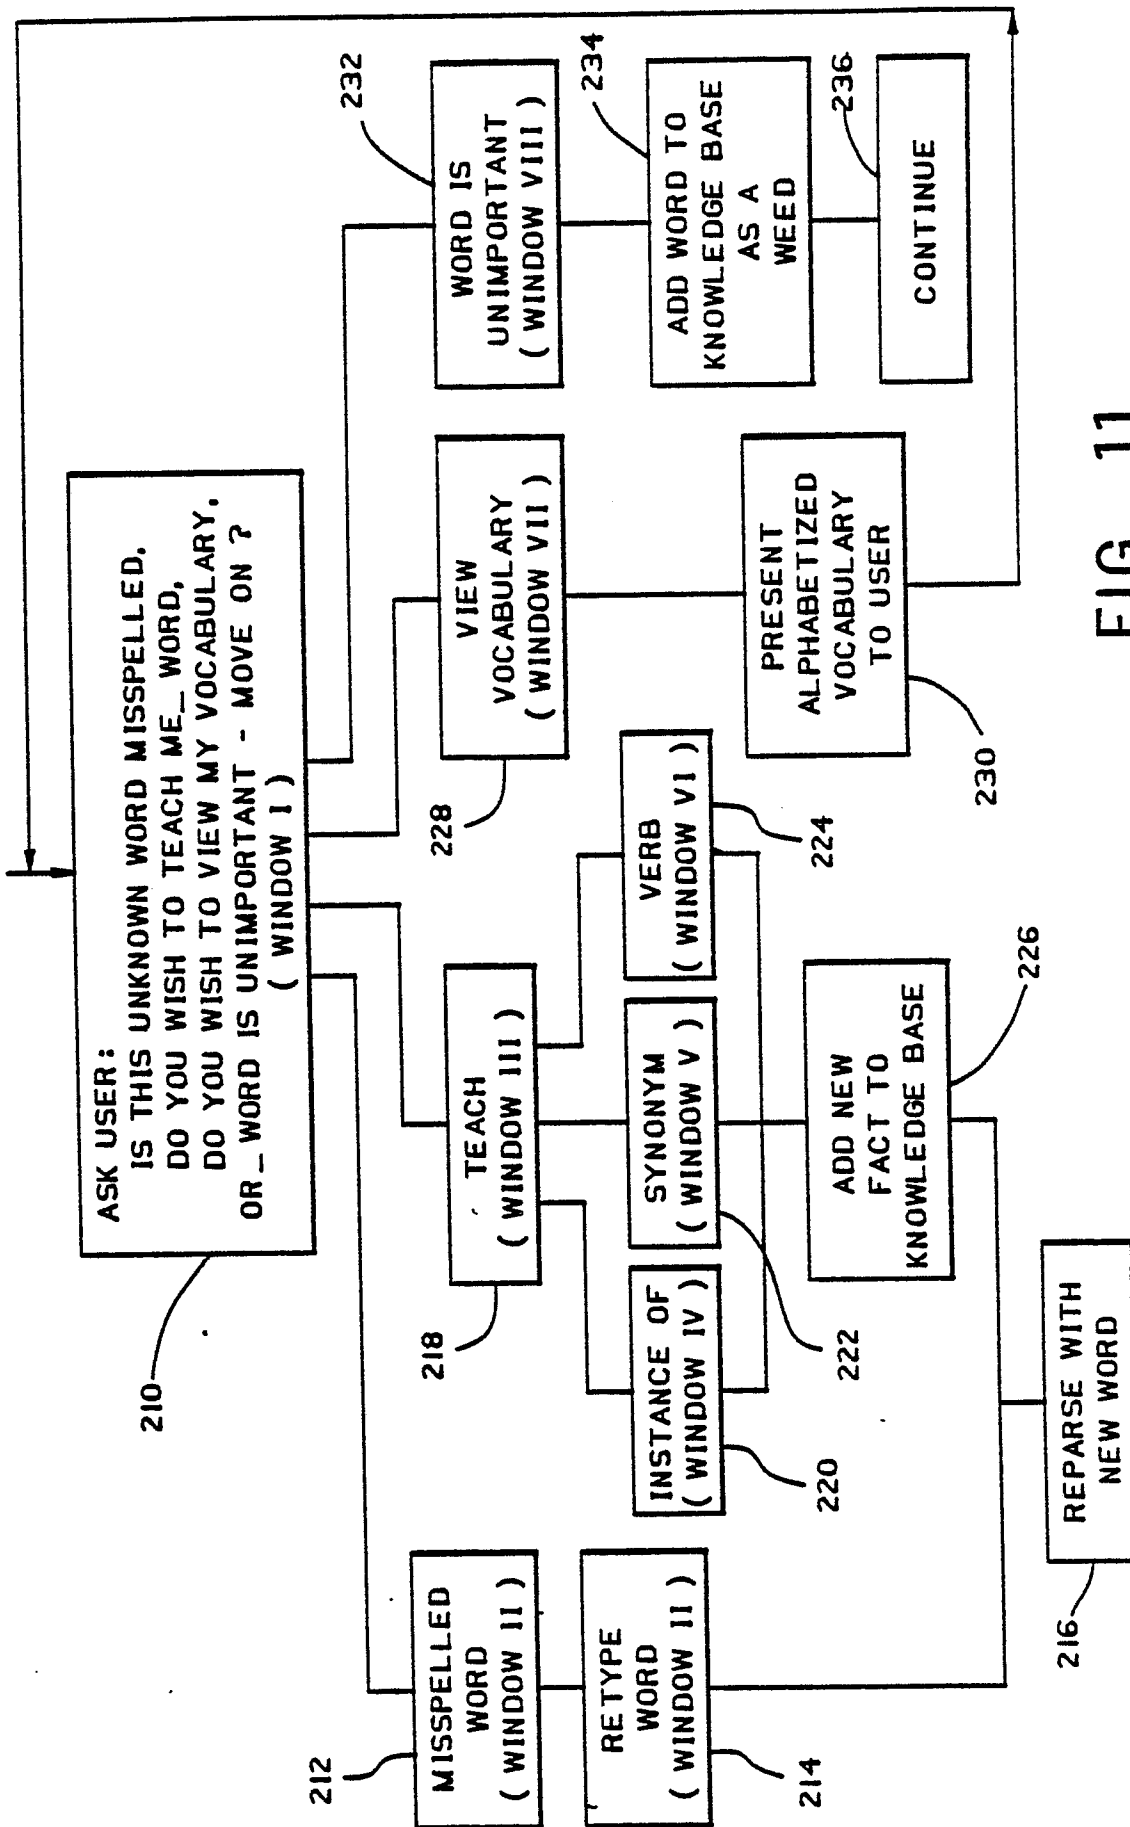 ASK USER:
IS THIS UNKNOWN WORD MISSPELLED,
DO YOU WISH TO TEACH ME_WORD,
DO YOU WISH TO VIEW MY VOCABULARY,
OR_WORD IS UNIMPORTANT - MOVE ON ?
( WINDOW I )
210
MISSPELLED
WORD
( WINDOW II )
212
RETYPE
WORD
( WINDOW II )
214
TEACH
( WINDOW III )
218
INSTANCE OF
( WINDOW IV )
220
SYNONYM
( WINDOW V )
222
VERB
( WINDOW VI )
224
ADD NEW
FACT TO
KNOWLEDGE BASE
226
REPARSE WITH
NEW WORD
216
VIEW
VOCABULARY
( WINDOW VII )
228
PRESENT
ALPHABETIZED
VOCABULARY
TO USER
230
WORD IS
UNIMPORTANT
( WINDOW VIII )
232
ADD WORD TO
KNOWLEDGE BASE
AS A
WEED
234
CONTINUE
236
FIG 11